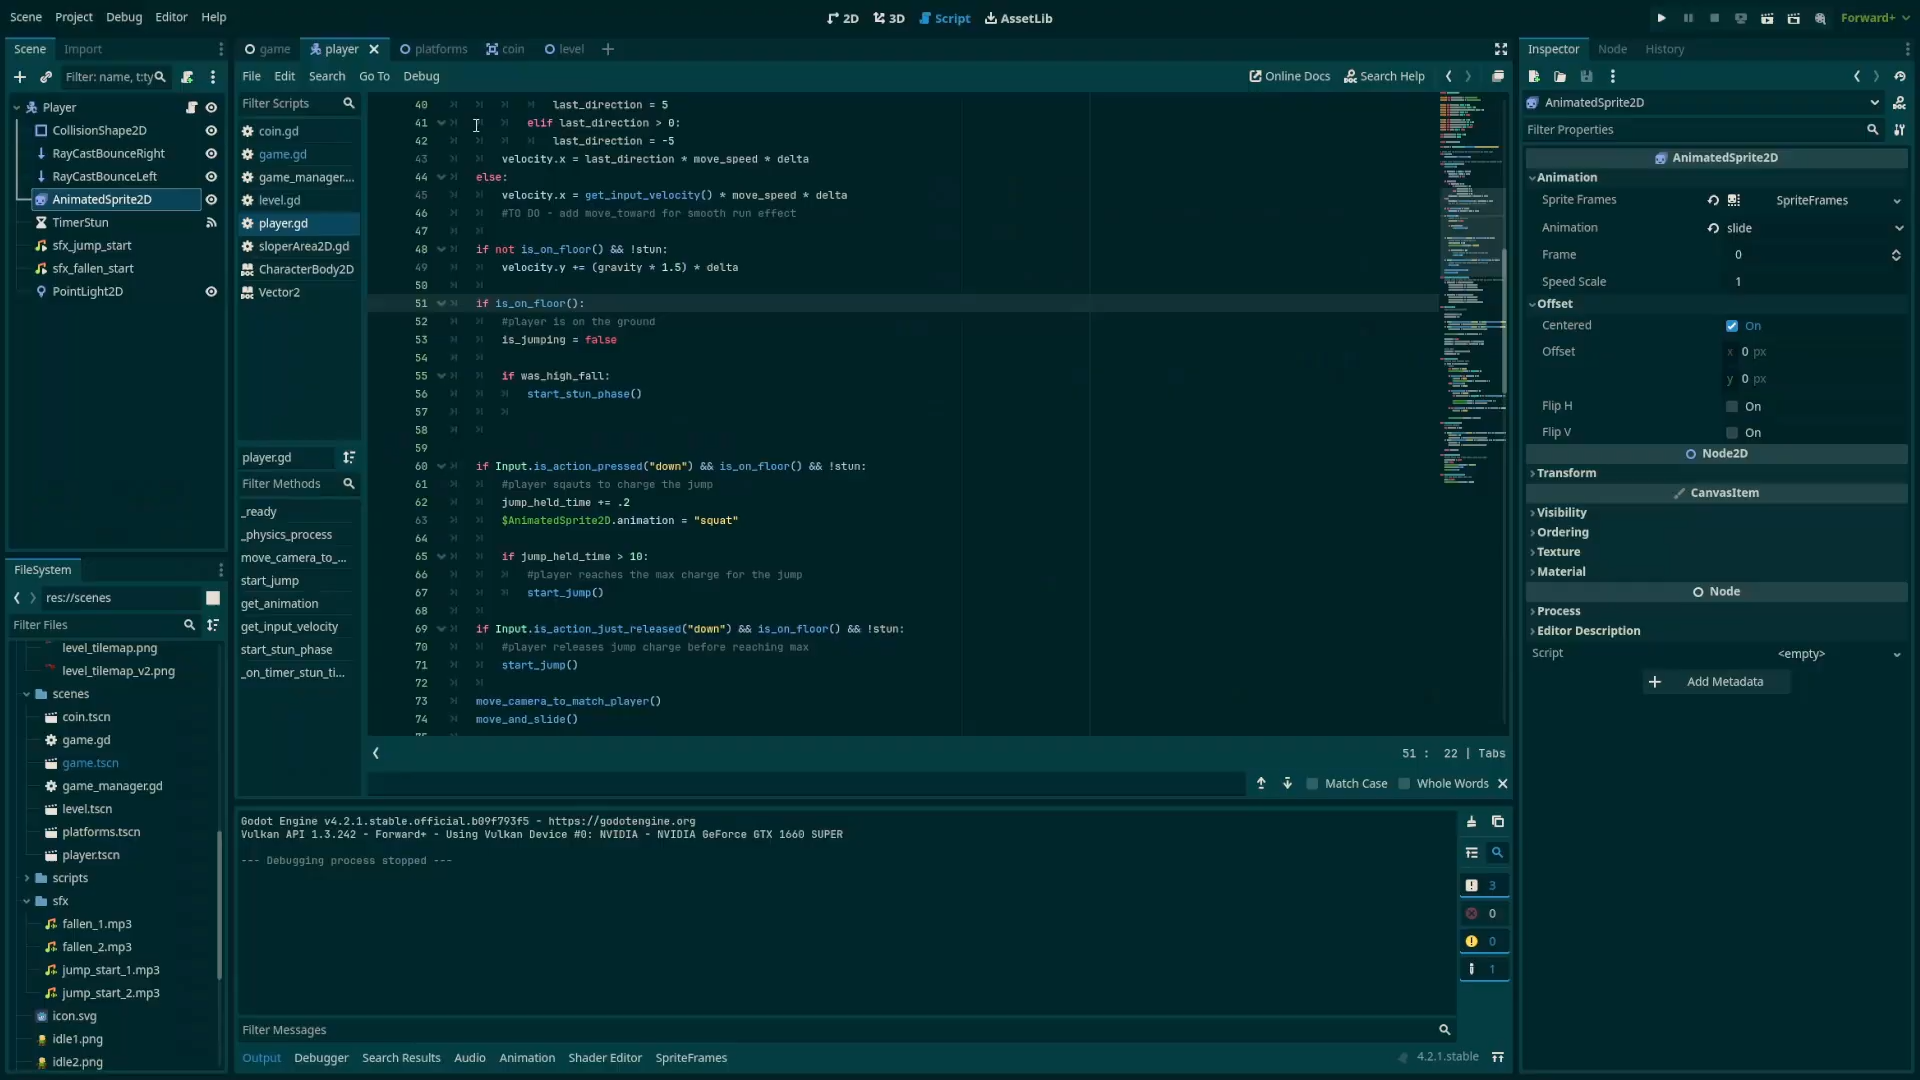 Scene Project Debug Editor Help
2D 3D Script AssetLib
Forward+
Scene Import
Filter: name, t:ty
Player
CollisionShape2D
RayCastBounceRight
RayCastBounceLeft
AnimatedSprite2D
TimerStun
sfx_jump_start
sfx_fallen_start
PointLight2D
FileSystem
res://scenes
Filter Files
level_tilemap.png
level_tilemap_v2.png
scenes
coin.tscn
game.gd
game.tscn
game_manager.gd
level.tscn
platforms.tscn
player.tscn
scripts
sfx
fallen_1.mp3
fallen_2.mp3
jump_start_1.mp3
jump_start_2.mp3
icon.svg
idle1.png
idle2.png
game player platforms coin level
File Edit Search Go To Debug
Online Docs Search Help
Filter Scripts
coin.gd
game.gd
game_manager....
level.gd
player.gd
sloperArea2D.gd
CharacterBody2D
Vector2
player.gd
Filter Methods
_ready
_physics_process
move_camera_to_...
start_jump
get_animation
get_input_velocity
start_stun_phase
_on_timer_stun_ti...
40 last_direction = 5
41 elif last_direction > 0:
42 last_direction = -5
43 velocity.x = last_direction * move_speed * delta
44 else:
45 velocity.x = get_input_velocity() * move_speed * delta
46 #TO DO - add move_toward for smooth run effect
47
48 if not is_on_floor() && !stun:
49 velocity.y += (gravity * 1.5) * delta
50
51 if is_on_floor():
52 #player is on the ground
53 is_jumping = false
54
55 if was_high_fall:
56 start_stun_phase()
57
58
59
60 if Input.is_action_pressed("down") && is_on_floor() && !stun:
61 #player sqauts to charge the jump
62 jump_held_time += .2
63 $AnimatedSprite2D.animation = "squat"
64
65 if jump_held_time > 10:
66 #player reaches the max charge for the jump
67 start_jump()
68
69 if Input.is_action_just_released("down") && is_on_floor() && !stun:
70 #player releases jump charge before reaching max
71 start_jump()
72
73 move_camera_to_match_player()
74 move_and_slide()
51 : 22 | Tabs
Match Case Whole Words
Godot Engine v4.2.1.stable.official.b09f793f5 - https://godotengine.org
Vulkan API 1.3.242 - Forward+ - Using Vulkan Device #0: NVIDIA - NVIDIA GeForce GTX 1660 SUPER
--- Debugging process stopped ---
3
0
0
1
Filter Messages
Output Debugger Search Results Audio Animation Shader Editor SpriteFrames
4.2.1.stable
Inspector Node History
AnimatedSprite2D
Filter Properties
AnimatedSprite2D
Animation
Sprite Frames SpriteFrames
Animation slide
Frame 0
Speed Scale 1
Offset
Centered On
Offset x 0 px
y 0 px
Flip H On
Flip V On
Node2D
Transform
CanvasItem
Visibility
Ordering
Texture
Material
Node
Process
Editor Description
Script <empty>
Add Metadata